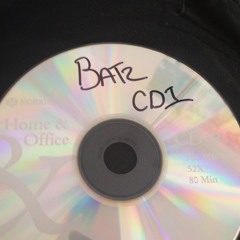 BATZ
CD1
Home &
Office
52X
80 Min